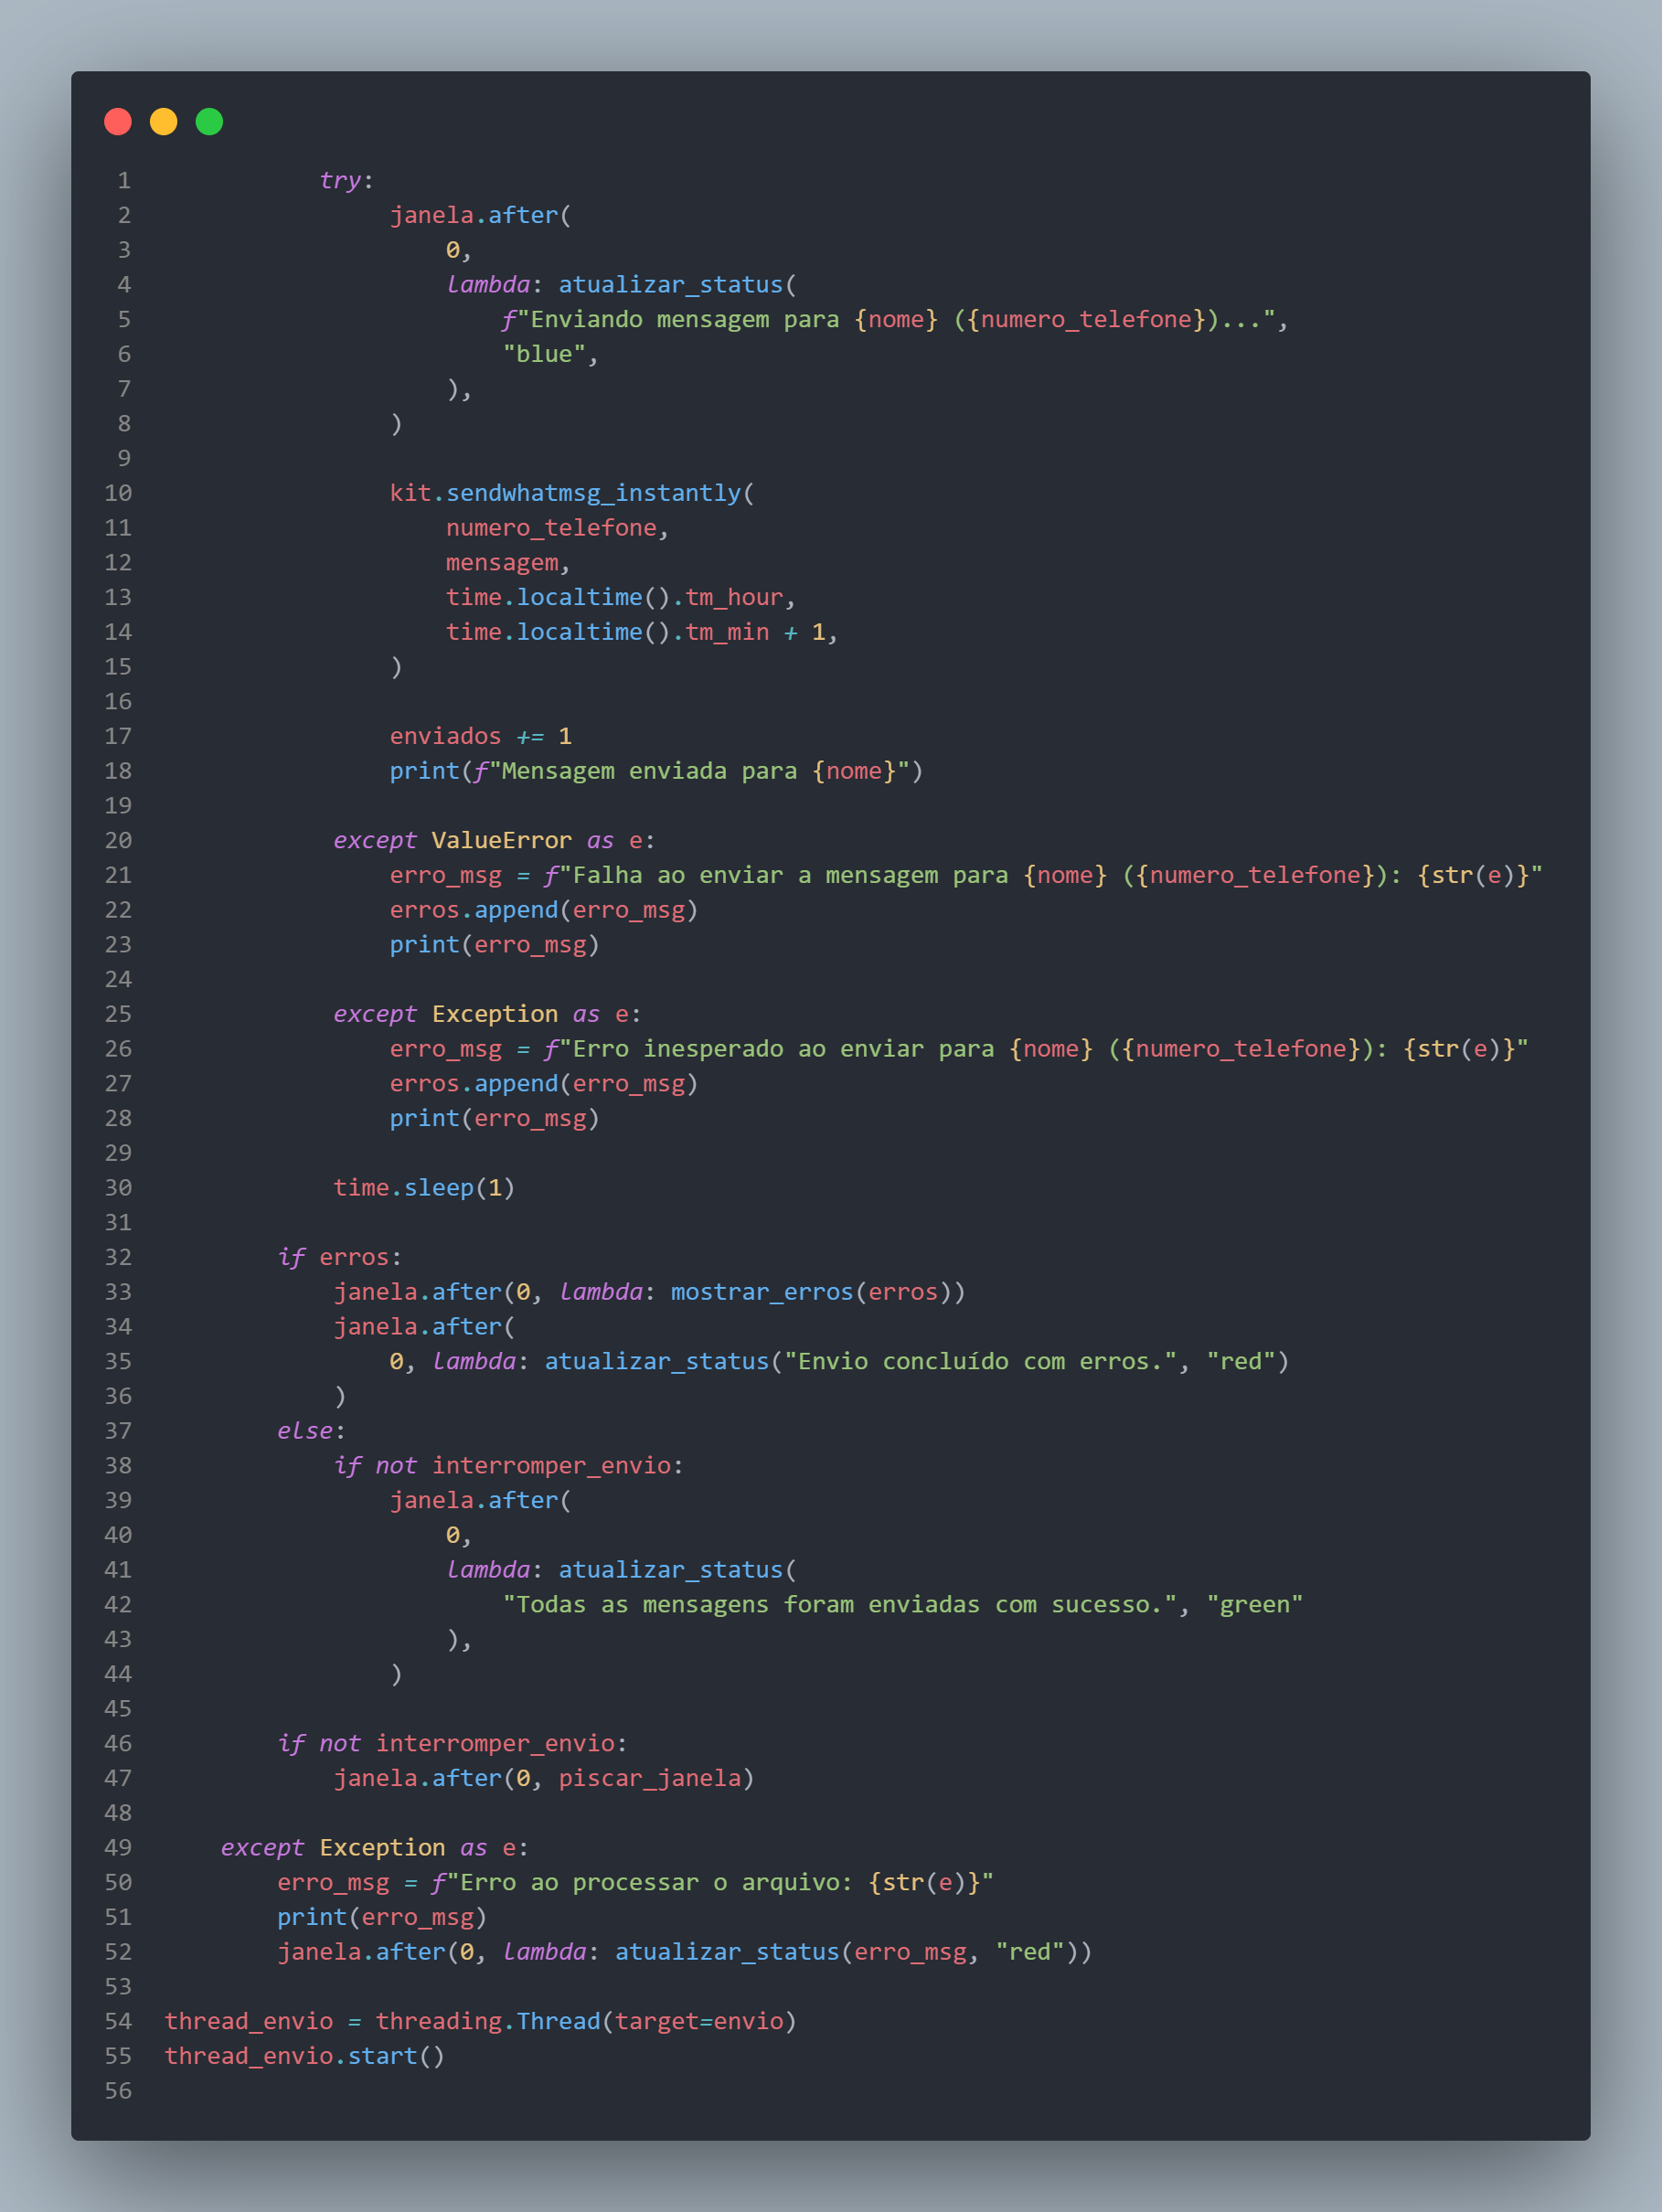 1 try:
2 janela.after(
3 0,
4 lambda: atualizar_status(
5 f"Enviando mensagem para {nome} ({numero_telefone})...",
6 "blue",
7 ),
8 )
9
10 kit.sendwhatmsg_instantly(
11 numero_telefone,
12 mensagem,
13 time.localtime().tm_hour,
14 time.localtime().tm_min + 1,
15 )
16
17 enviados += 1
18 print(f"Mensagem enviada para {nome}")
19
20 except ValueError as e:
21 erro_msg = f"Falha ao enviar a mensagem para {nome} ({numero_telefone}): {str(e)}"
22 erros.append(erro_msg)
23 print(erro_msg)
24
25 except Exception as e:
26 erro_msg = f"Erro inesperado ao enviar para {nome} ({numero_telefone}): {str(e)}"
27 erros.append(erro_msg)
28 print(erro_msg)
29
30 time.sleep(1)
31
32 if erros:
33 janela.after(0, lambda: mostrar_erros(erros))
34 janela.after(
35 0, lambda: atualizar_status("Envio concluído com erros.", "red")
36 )
37 else:
38 if not interromper_envio:
39 janela.after(
40 0,
41 lambda: atualizar_status(
42 "Todas as mensagens foram enviadas com sucesso.", "green"
43 ),
44 )
45
46 if not interromper_envio:
47 janela.after(0, piscar_janela)
48
49 except Exception as e:
50 erro_msg = f"Erro ao processar o arquivo: {str(e)}"
51 print(erro_msg)
52 janela.after(0, lambda: atualizar_status(erro_msg, "red"))
53
54 thread_envio = threading.Thread(target=envio)
55 thread_envio.start()
56